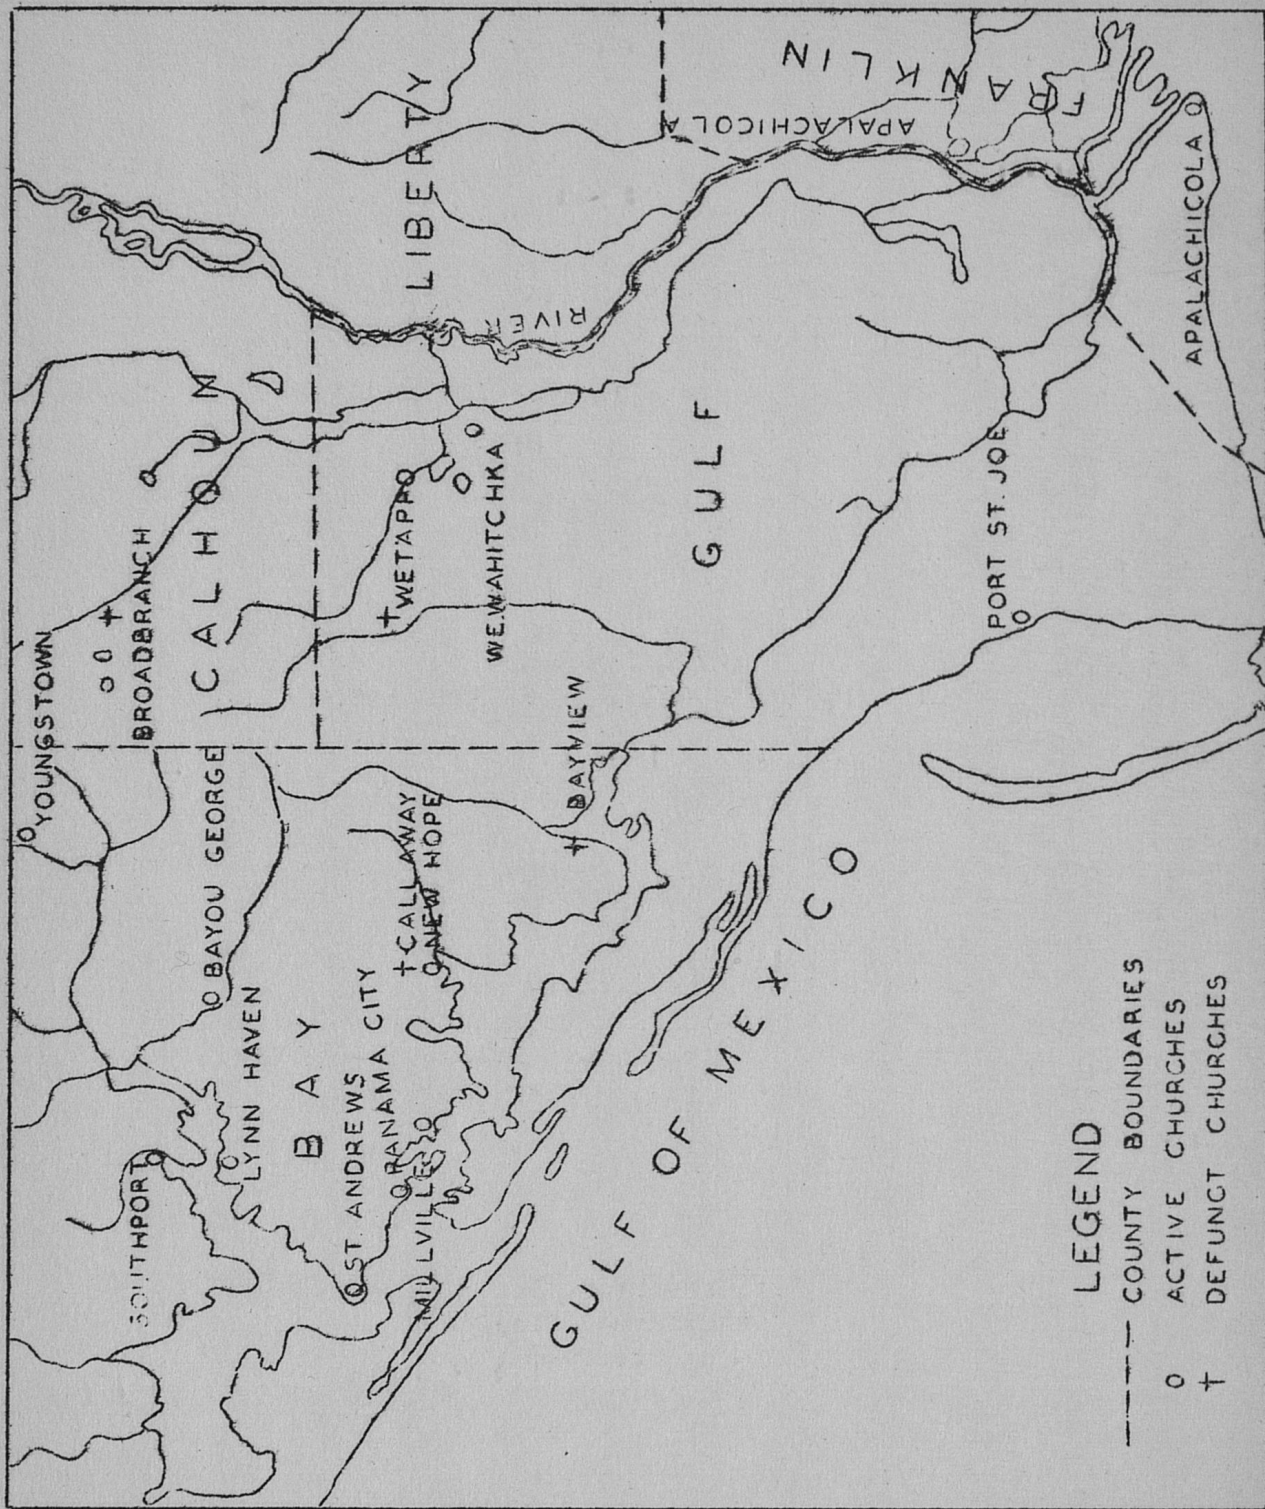 YOUNGSTOWN
BROADBRANCH
CALHOUN
LIBERTY
FRANKLIN
SOUTHPORT
BAYOU GEORGE
LYNN HAVEN
BAY
ST. ANDREWS
PANAMA CITY
MILLVILLE
CALLAWAY
NEW HOPE
WETAPPO
WEWAHITCHKA
RIVER
APALACHICOLA
BAYVIEW
GULF
PORT ST. JOE
APALACHICOLA
GULF OF MEXICO
LEGEND
COUNTY BOUNDARIES
O ACTIVE CHURCHES
† DEFUNCT CHURCHES